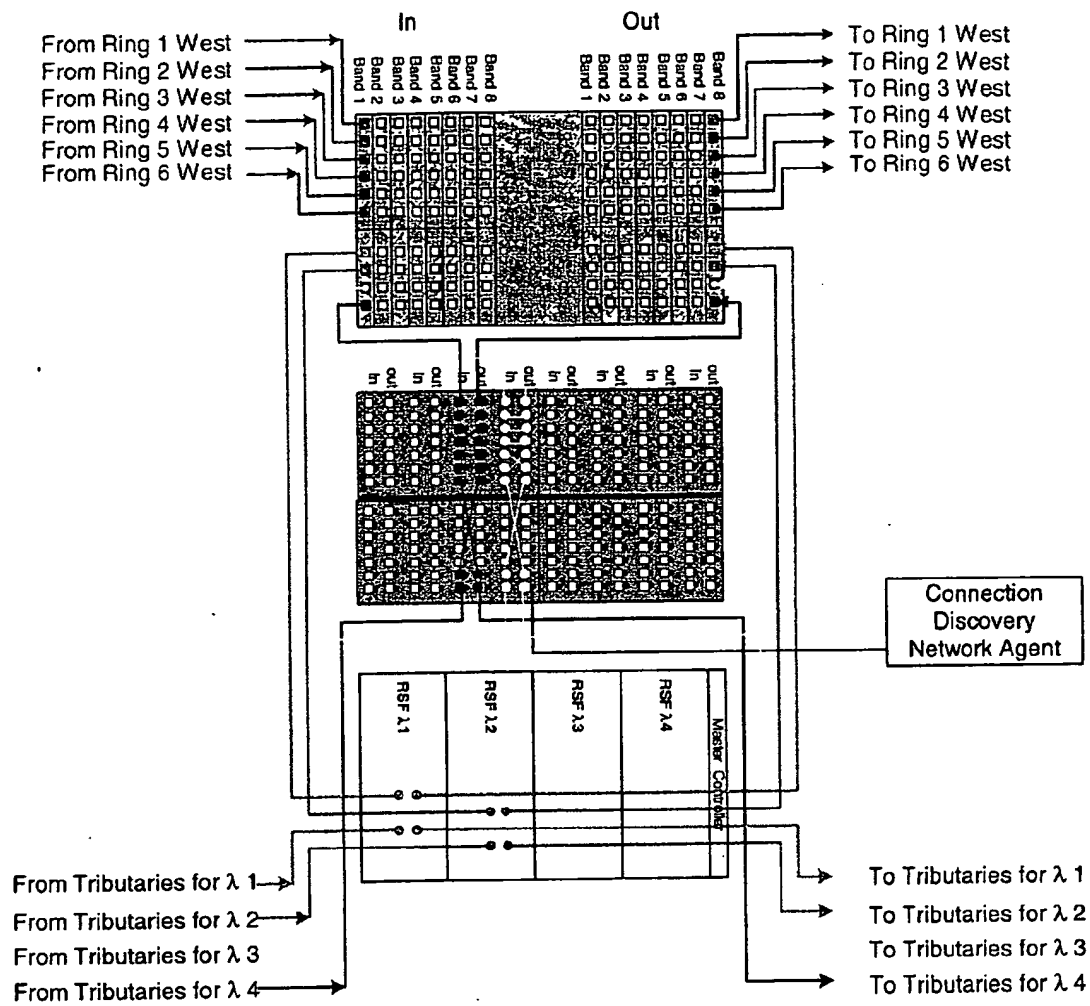 In Out
From Ring 1 West
From Ring 2 West
From Ring 3 West
From Ring 4 West
From Ring 5 West
From Ring 6 West
To Ring 1 West
To Ring 2 West
To Ring 3 West
To Ring 4 West
To Ring 5 West
To Ring 6 West
Band 1
Band 2
Band 3
Band 4
Band 5
Band 6
Band 7
Band 8
Band 1
Band 2
Band 3
Band 4
Band 5
Band 6
Band 7
Band 8
In out In out In out In out In out In out In out In out
Connection
Discovery
Network Agent
RSF λ1
RSF λ2
RSF λ3
RSF λ4
Master Controller
From Tributaries for λ 1
From Tributaries for λ 2
From Tributaries for λ 3
From Tributaries for λ 4
To Tributaries for λ 1
To Tributaries for λ 2
To Tributaries for λ 3
To Tributaries for λ 4